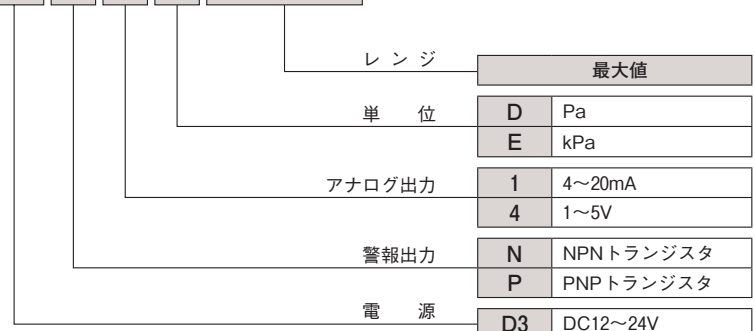 レンジ 最大値
単位 D Pa
E kPa
アナログ出力 1 4～20mA
4 1～5V
警報出力 N NPNトランジスタ
P PNPトランジスタ
電源 D3 DC12～24V